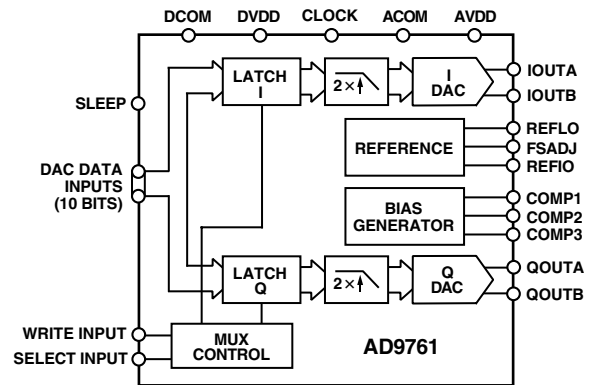 DCOM DVDD CLOCK ACOM AVDD
SLEEP
DAC DATA
INPUTS
(10 BITS)
WRITE INPUT
SELECT INPUT
LATCH
I
2×
I
DAC
IOUTA
IOUTB
REFERENCE
REFLO
FSADJ
REFIO
BIAS
GENERATOR
COMP1
COMP2
COMP3
LATCH
Q
2×
Q
DAC
QOUTA
QOUTB
MUX
CONTROL
AD9761